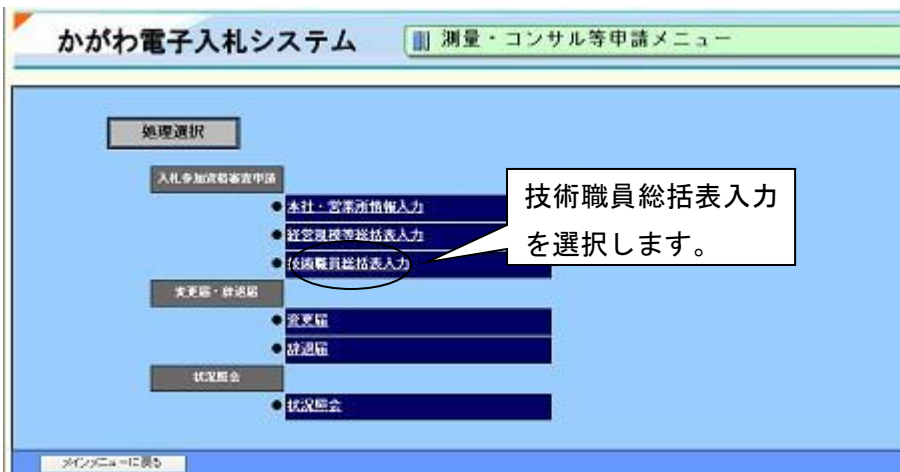 かがわ電子入札システム
測量・コンサル等申請メニュー
処理選択
入札参加資格審査申請
●本社・営業所情報入力
●経営規模等総括表入力
●技術職員総括表入力
技術職員総括表入力
を選択します。
変更届・辞退届
●変更届
●辞退届
状況照会
●状況照会
メインメニューに戻る